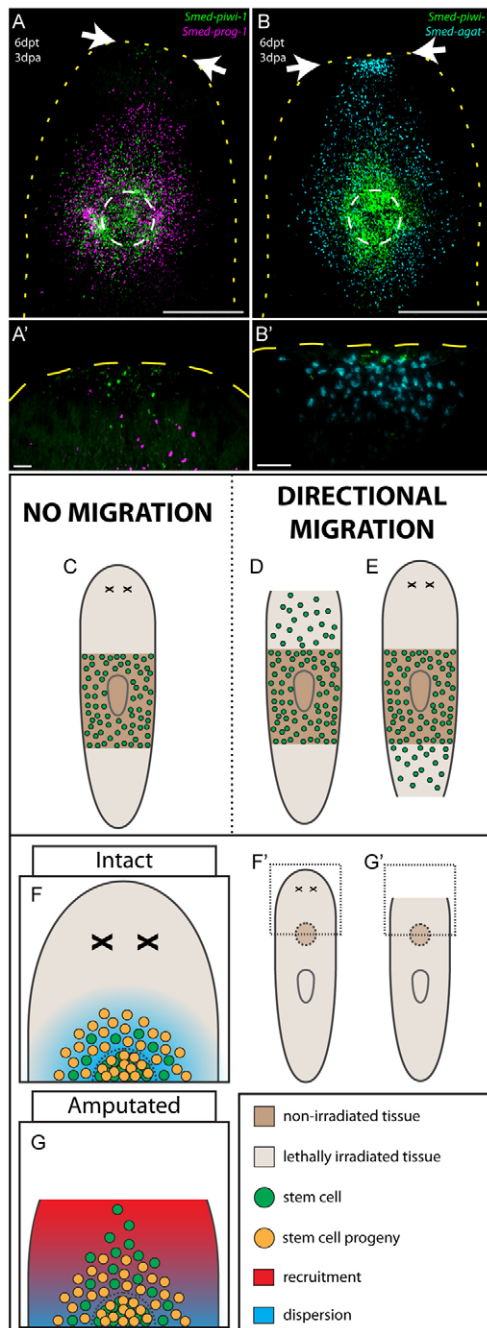 A
Smed-piwi-1
Smed-prog-1
6dpt
3dpa
B
Smed-piwi-
Smed-agat-
6dpt
3dpa
A'
B'
NO MIGRATION
DIRECTIONAL
MIGRATION
C
D
E
Intact
F
F'
G'
Amputated
G
non-irradiated tissue
lethally irradiated tissue
stem cell
stem cell progeny
recruitment
dispersion